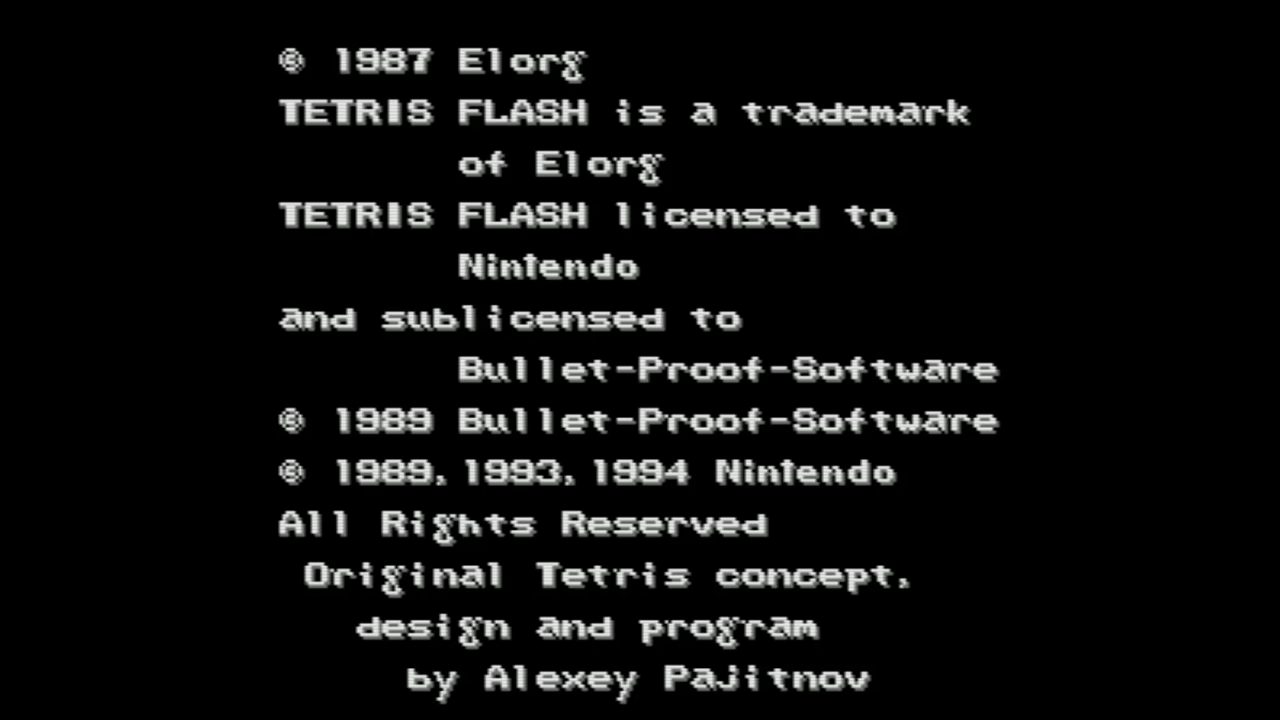 © 1987 Elorg
TETRIS FLASH is a trademark
of Elorg
TETRIS FLASH licensed to
Nintendo
and sublicensed to
Bullet-Proof-Software
© 1989 Bullet-Proof-Software
© 1989, 1993, 1994 Nintendo
All Rights Reserved
Original Tetris concept,
design and program
by Alexey Pajitnov